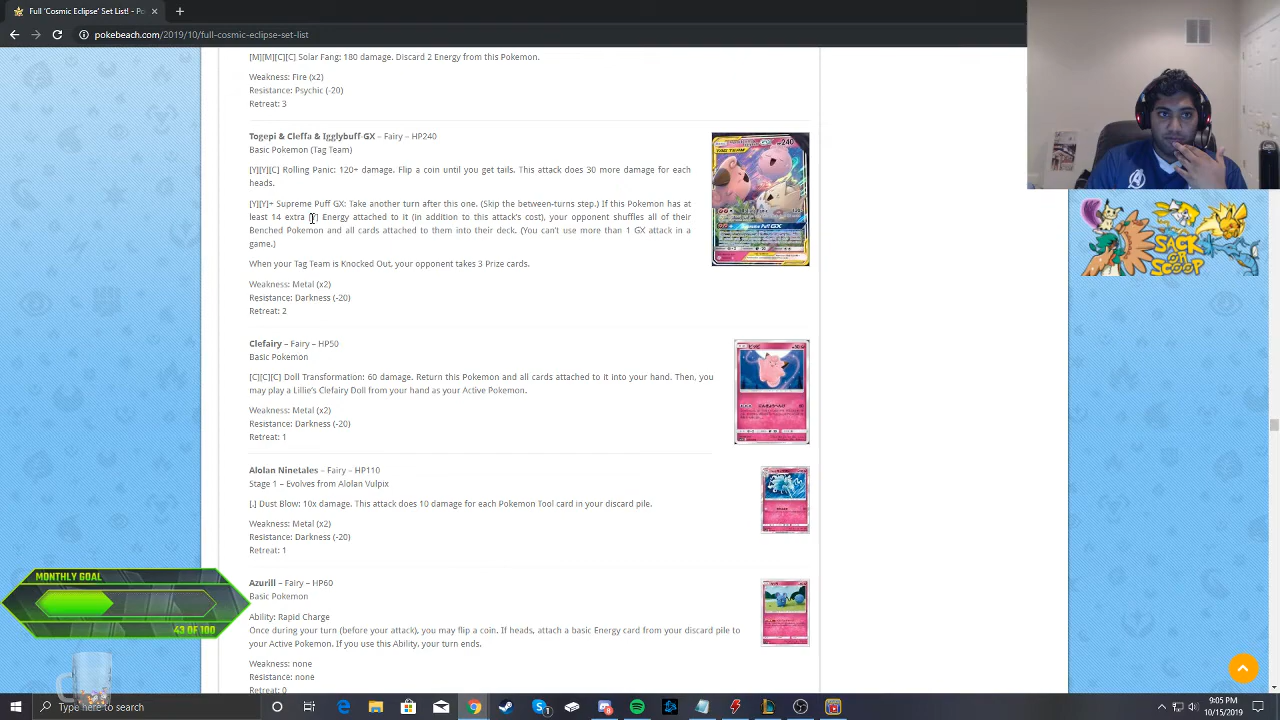 Full 'Cosmic Eclipse' Set List! - Po
pokebeach.com/2019/10/full-cosmic-eclipse-set-list
[M][M][C][C] Solar Fang: 180 damage. Discard 2 Energy from this Pokemon.
Weakness: Fire (x2)
Resistance: Psychic (-20)
Retreat: 3
Togepi & Cleffa & Igglybuff-GX – Fairy – HP240
Basic Pokemon (Tag Team)
[Y][Y][C] Rolling Panic: 120+ damage. Flip a coin until you get tails. This attack does 30 more damage for each
heads.
[Y][Y]+ Supreme Puff GX: Take another turn after this one. (Skip the between-turns step.) If this Pokemon has at
least 14 extra Energy attached to it (in addition to this attack's cost), your opponent shuffles all of their
Benched Pokemon and all cards attached to them into their deck. (You can't use more than 1 GX attack in a
game.)
When your Tag Team is Knocked Out, your opponent takes 3 Prize cards.
Weakness: Metal (x2)
Resistance: Darkness (-20)
Retreat: 2
TAG TEAM
240
Supreme Puff GX
Clefairy – Fairy – HP50
Basic Pokemon
[C][C][C] Doll Transformation: 60 damage. Return this Pokemon and all cards attached to it into your hand. Then, you
may play a Lillie's Clefairy Doll from your hand as your Active Pokemon.
Weakness: Metal (x2)
Resistance: Darkness (-20)
Retreat: 1
Alolan Ninetales – Fairy – HP110
Stage 1 – Evolves from Alolan Vulpix
[.] Dust Blow: 10x damage. This attack does 10 damage for each Pokemon Tool card in your discard pile.
Weakness: Metal (x2)
Resistance: Darkness (-20)
Retreat: 1
Azurill – Fairy – HP60
Basic Pokemon
Ability: Rapid Charge
Once during your turn (before your attack), you may flip a coin. If heads, attach a basic Energy card from your discard pile to
your Active Pokemon. If you use this Ability, your turn ends.
Weakness: none
Resistance: none
Retreat: 0
SACK
OH
SCOOP
MONTHLY GOAL
43 OF 100
Type here to search
9:05 PM
10/15/2019